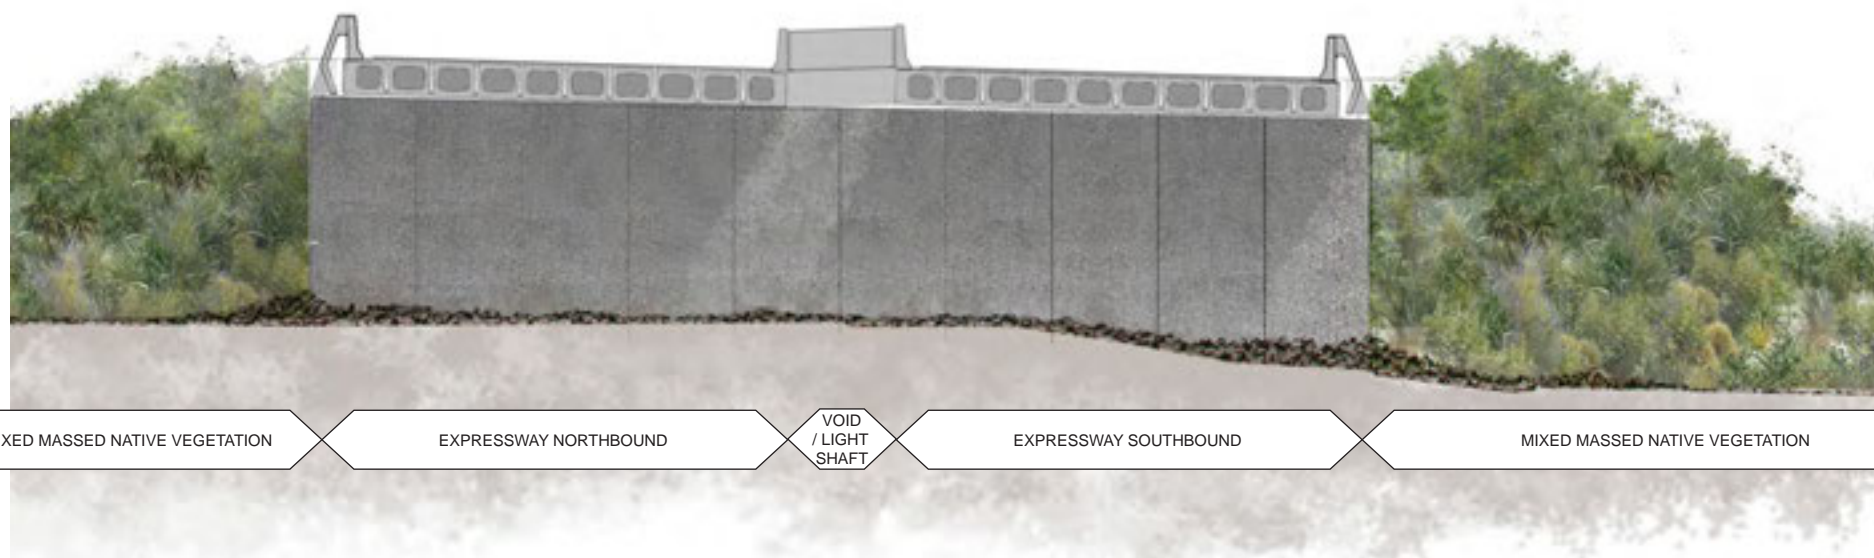 XED MASSED NATIVE VEGETATION
EXPRESSWAY NORTHBOUND
VOID
/ LIGHT
SHAFT
EXPRESSWAY SOUTHBOUND
MIXED MASSED NATIVE VEGETATION